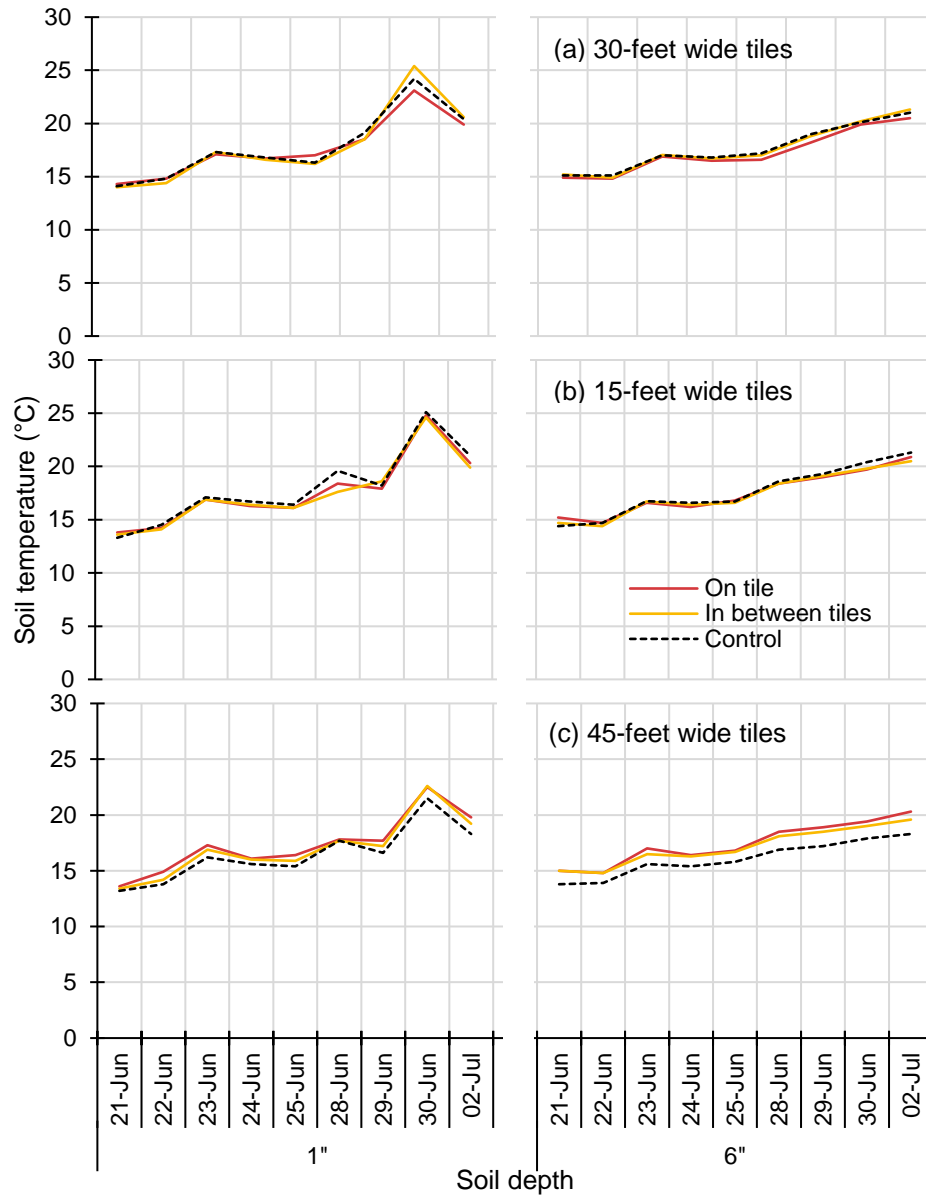 30
25
20
15
10
5
0
(a) 30-feet wide tiles
30
25
20
15
10
5
0
(b) 15-feet wide tiles
On tile
In between tiles
Control
Soil temperature (°C)
30
25
20
15
10
5
0
(c) 45-feet wide tiles
21-Jun
22-Jun
23-Jun
24-Jun
25-Jun
28-Jun
29-Jun
30-Jun
02-Jul
21-Jun
22-Jun
23-Jun
24-Jun
25-Jun
28-Jun
29-Jun
30-Jun
02-Jul
1"
6"
Soil depth